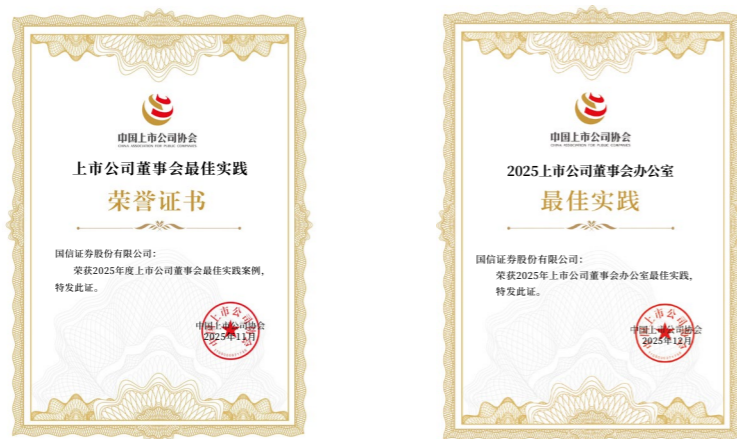 中国上市公司协会
CHINA ASSOCIATION FOR PUBLIC COMPANIES
上市公司董事会最佳实践
荣誉证书
国信证券股份有限公司：
荣获2025年度上市公司董事会最佳实践案例，
特发此证。
中国上市公司协会
2025年11月
中国上市公司协会
CHINA ASSOCIATION FOR PUBLIC COMPANIES
2025上市公司董事会办公室
最佳实践
国信证券股份有限公司：
荣获2025年上市公司董事会办公室最佳实践，
特发此证。
中国上市公司协会
2025年12月